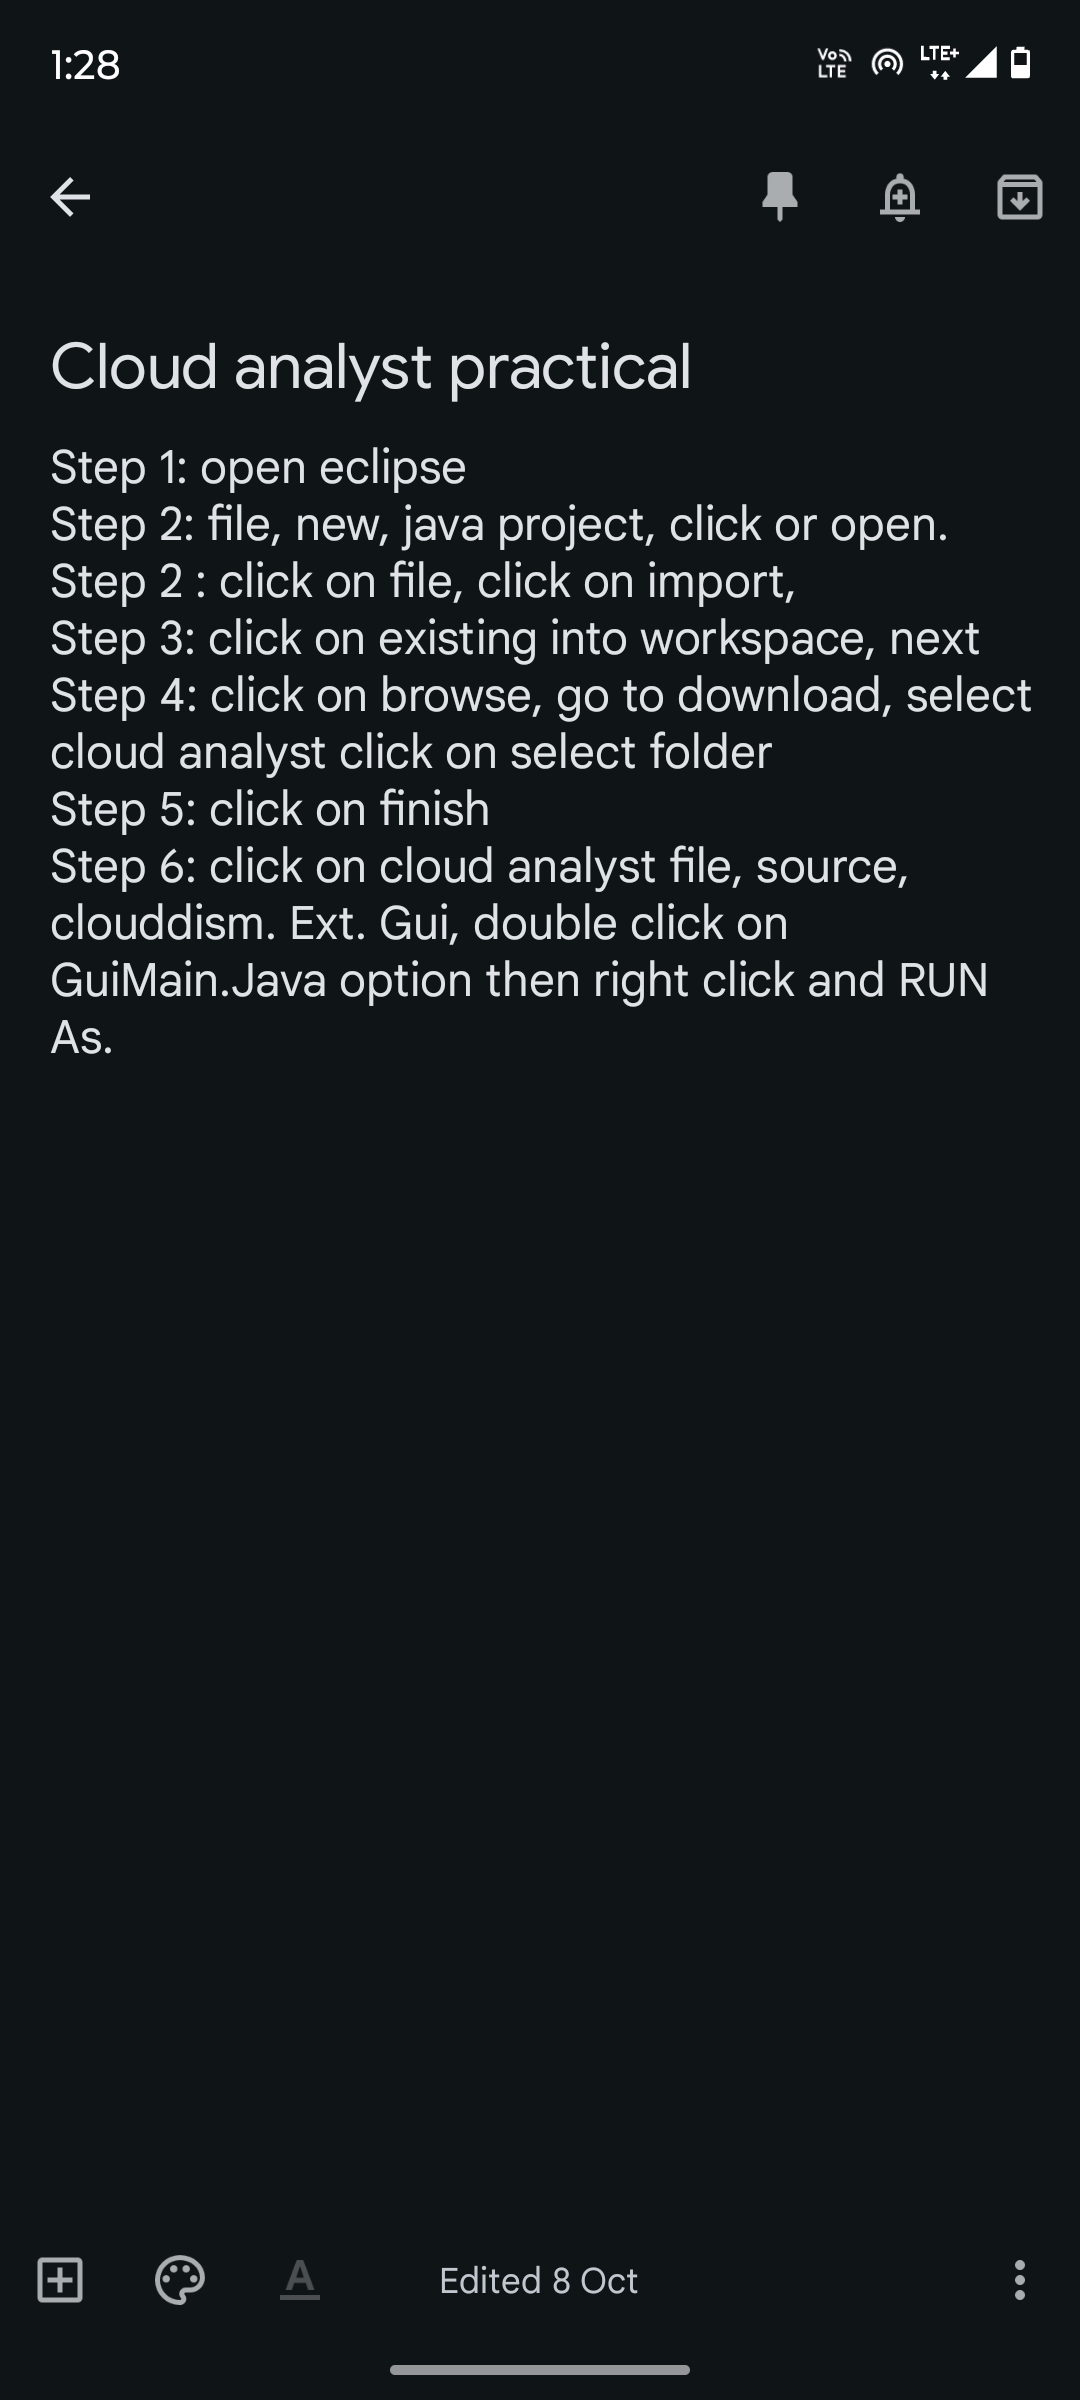 1:28
Vo LTE
LTE+
Cloud analyst practical
Step 1: open eclipse
Step 2: file, new, java project, click or open.
Step 2 : click on file, click on import,
Step 3: click on existing into workspace, next
Step 4: click on browse, go to download, select
cloud analyst click on select folder
Step 5: click on finish
Step 6: click on cloud analyst file, source,
clouddism. Ext. Gui, double click on
GuiMain.Java option then right click and RUN
As.
A
Edited 8 Oct